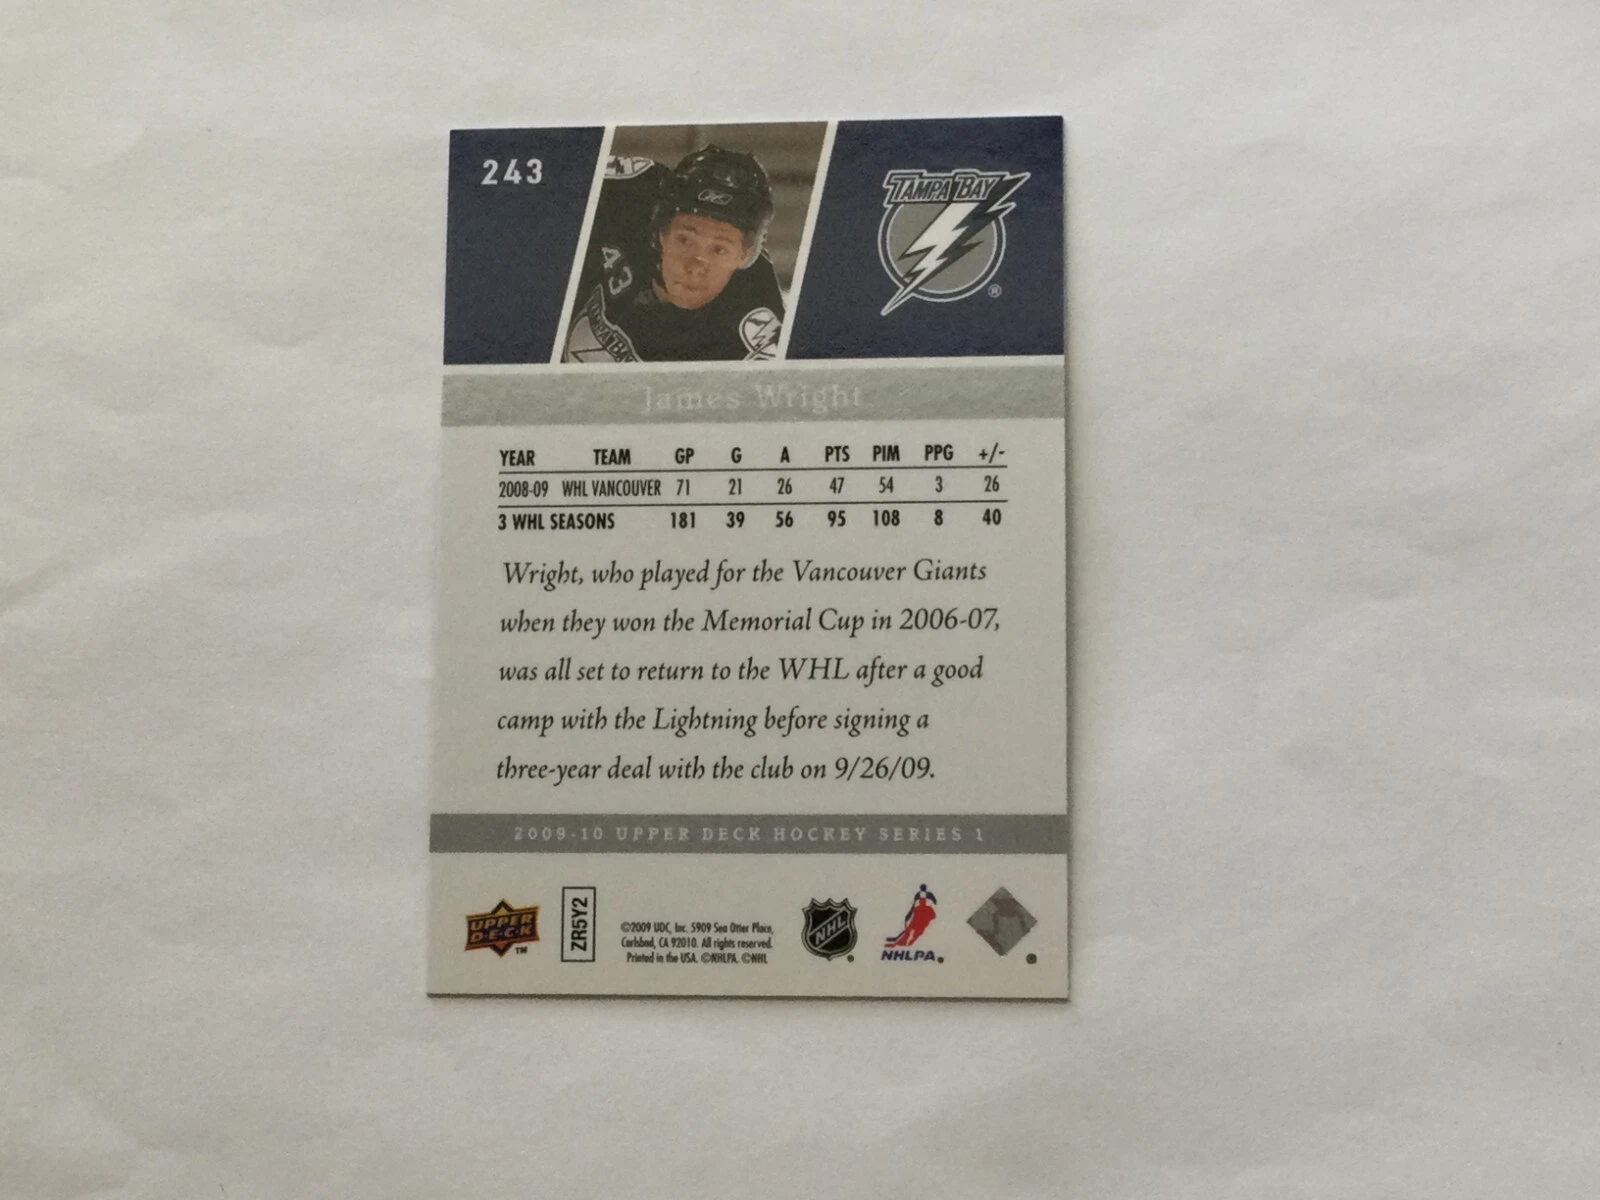 243
TAMPA BAY
®
43
TAMPA BAY
James Wright
YEAR TEAM GP G A PTS PIM PPG +/-
2008-09 WHL VANCOUVER 71 21 26 47 54 3 26
3 WHL SEASONS 181 39 56 95 108 8 40
Wright, who played for the Vancouver Giants
when they won the Memorial Cup in 2006-07,
was all set to return to the WHL after a good
camp with the Lightning before signing a
three-year deal with the club on 9/26/09.
2009-10 UPPER DECK HOCKEY SERIES 1
UPPER
DECK
™
ZR5Y2
©2009 UDC, Inc. 5909 Sea Otter Place,
Carlsbad, CA 92010. All rights reserved.
Printed in the USA. ©NHLPA. ©NHL
NHL
NHLPA